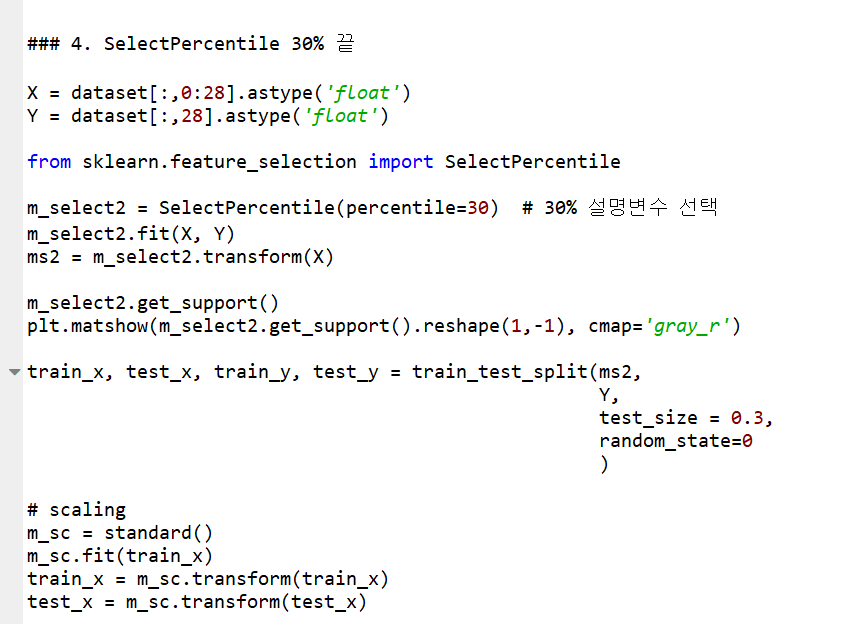 ### 4. SelectPercentile 30% 끝
X = dataset[:,0:28].astype('float')
Y = dataset[:,28].astype('float')
from sklearn.feature_selection import SelectPercentile
m_select2 = SelectPercentile(percentile=30)  # 30% 설명변수 선택
m_select2.fit(X, Y)
ms2 = m_select2.transform(X)
m_select2.get_support()
plt.matshow(m_select2.get_support().reshape(1,-1), cmap='gray_r')
train_x, test_x, train_y, test_y = train_test_split(ms2,
Y,
test_size = 0.3,
random_state=0
)
# scaling
m_sc = standard()
m_sc.fit(train_x)
train_x = m_sc.transform(train_x)
test_x = m_sc.transform(test_x)